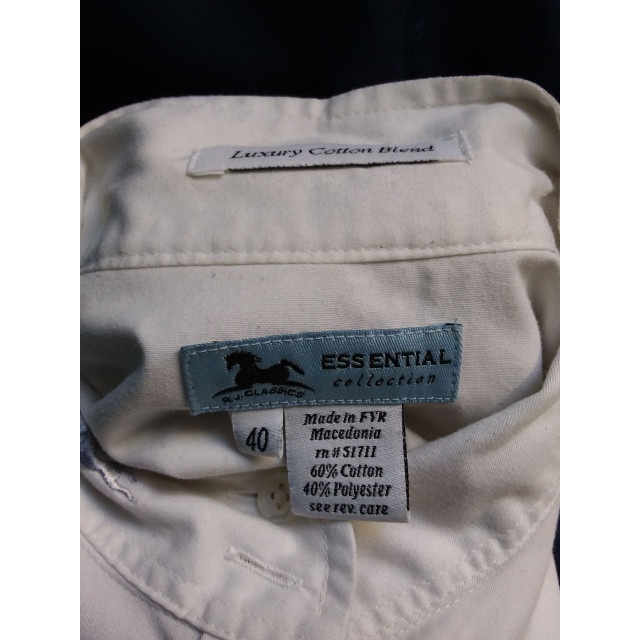 Luxury Cotton Blend
ESSENTIAL
collection
R.J. CLASSICS
40
Made in FYR
Macedonia
rn# 51711
60% Cotton
40% Polyester
see rev. care